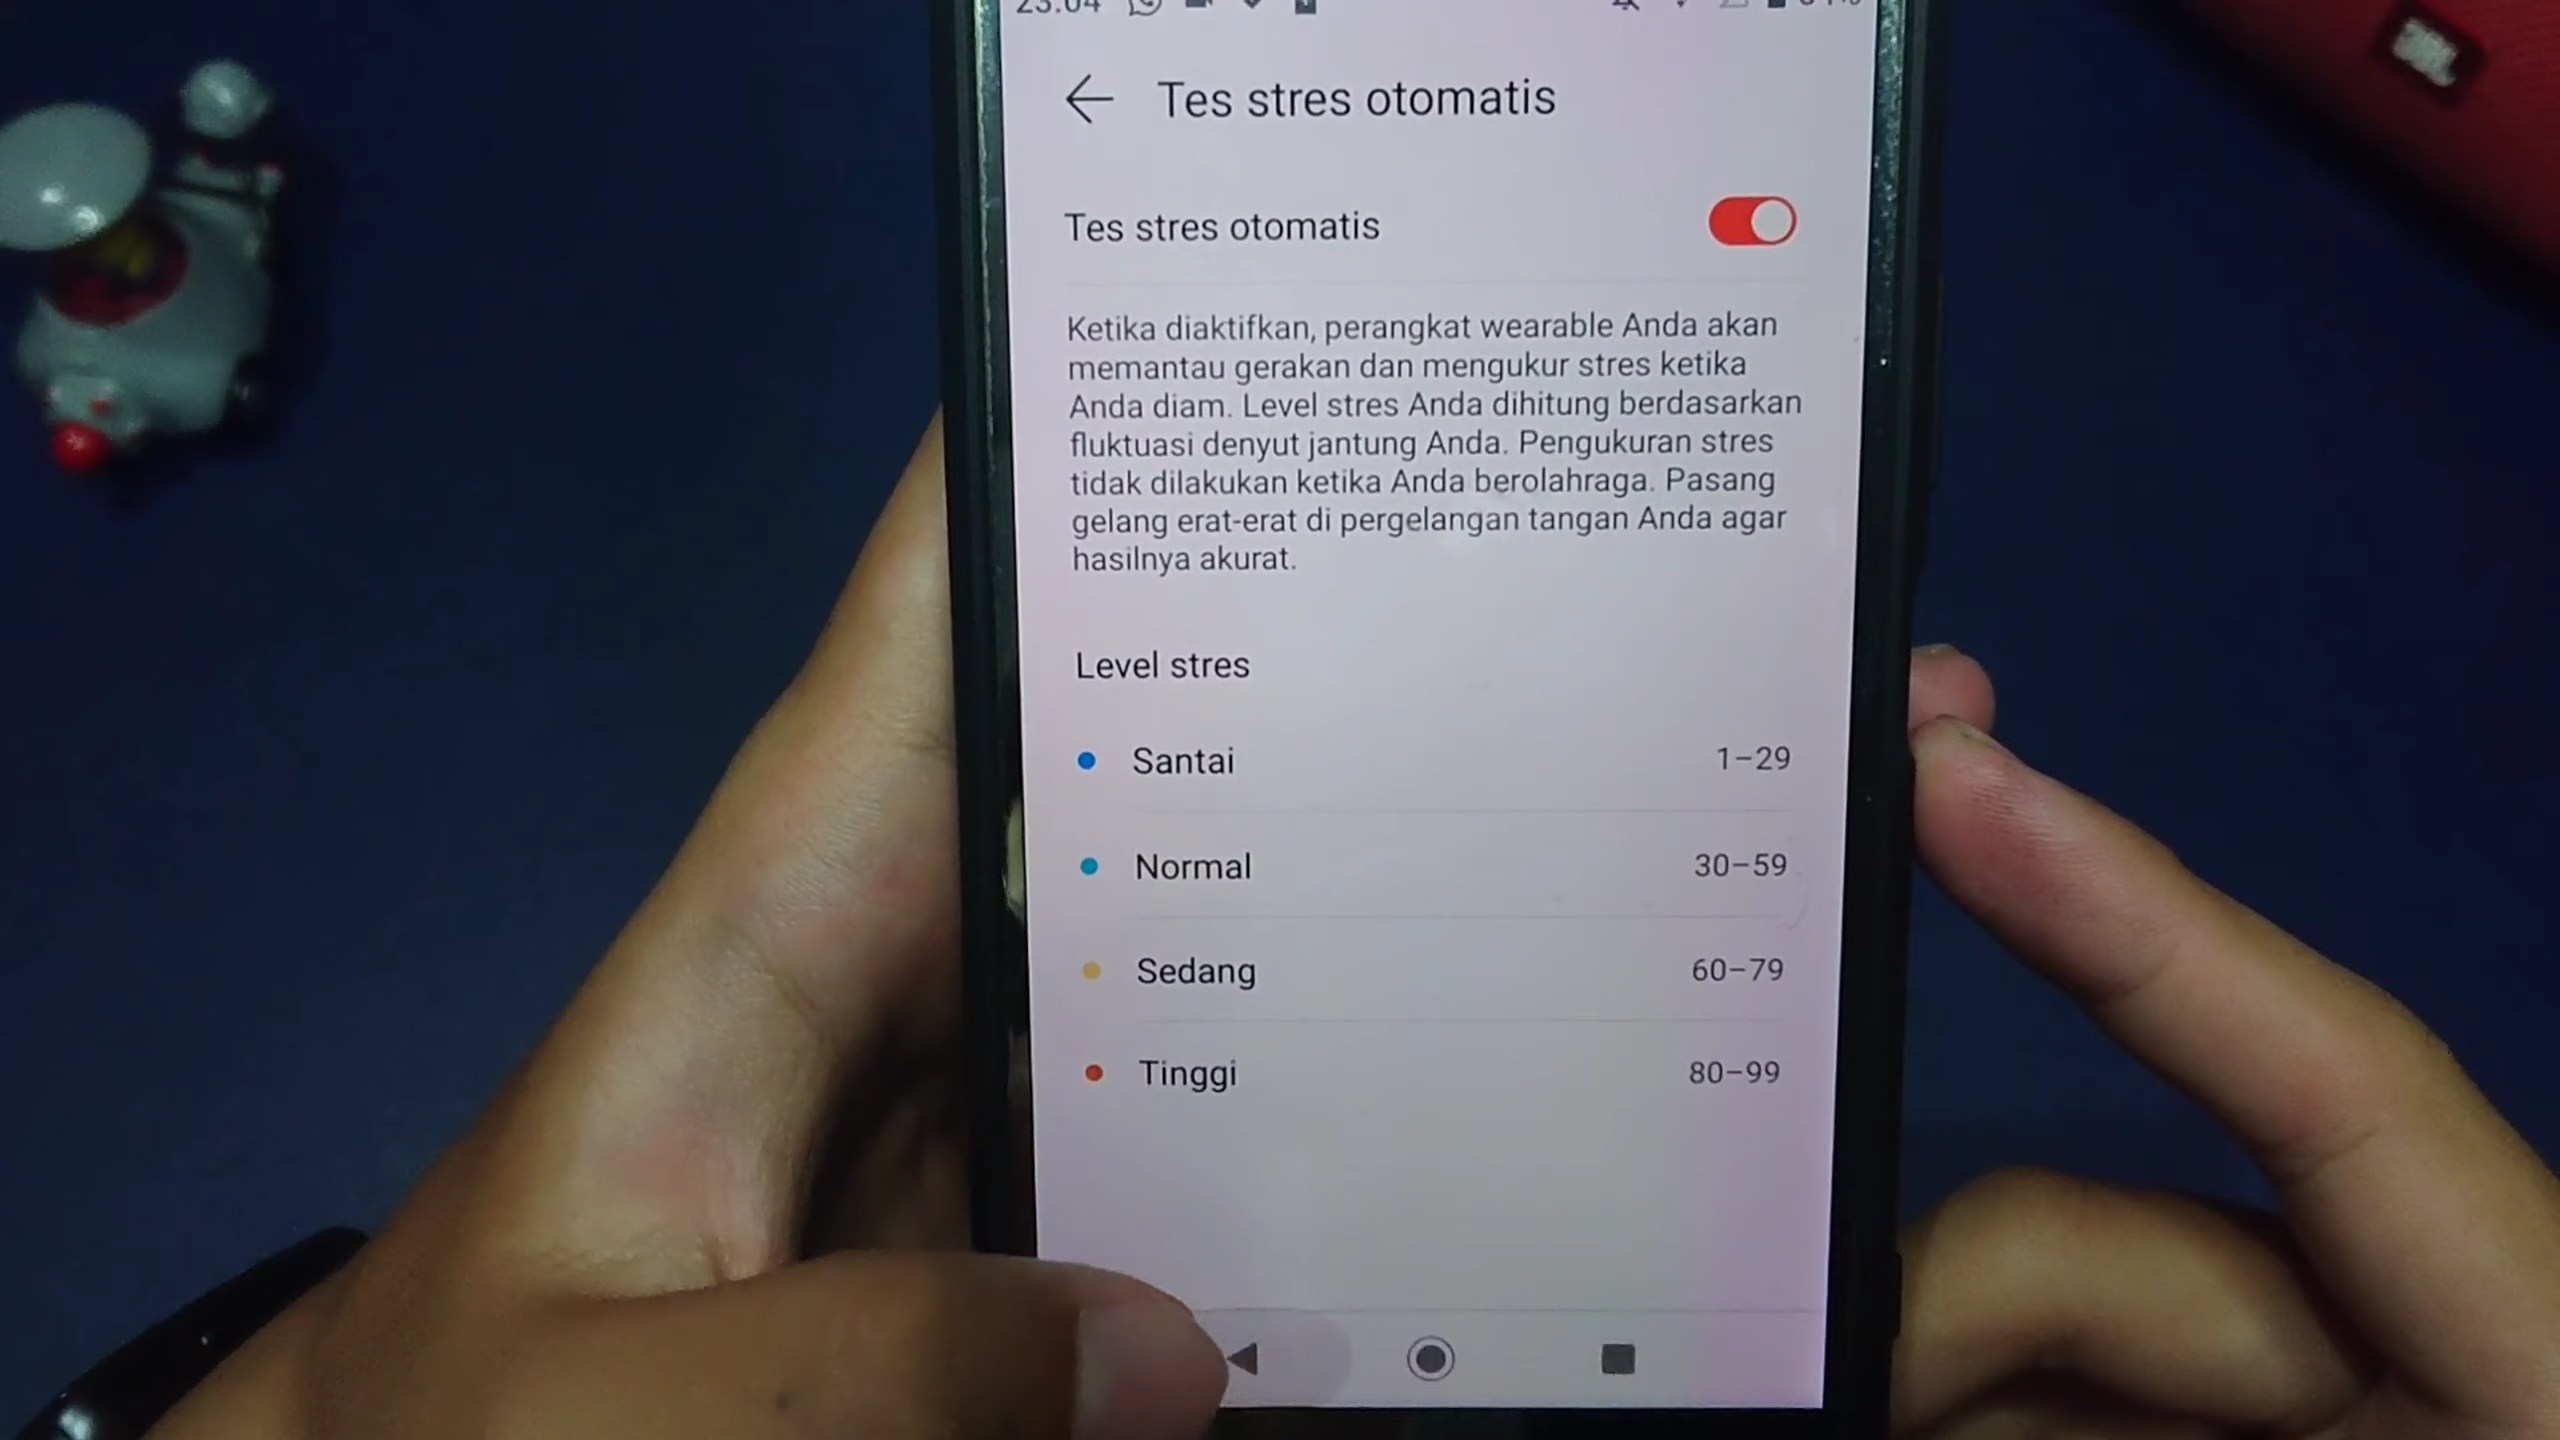 23.04
Tes stres otomatis
Tes stres otomatis
Ketika diaktifkan, perangkat wearable Anda akan
memantau gerakan dan mengukur stres ketika
Anda diam. Level stres Anda dihitung berdasarkan
fluktuasi denyut jantung Anda. Pengukuran stres
tidak dilakukan ketika Anda berolahraga. Pasang
gelang erat-erat di pergelangan tangan Anda agar
hasilnya akurat.
Level stres
Santai 1–29
Normal 30–59
Sedang 60–79
Tinggi 80–99